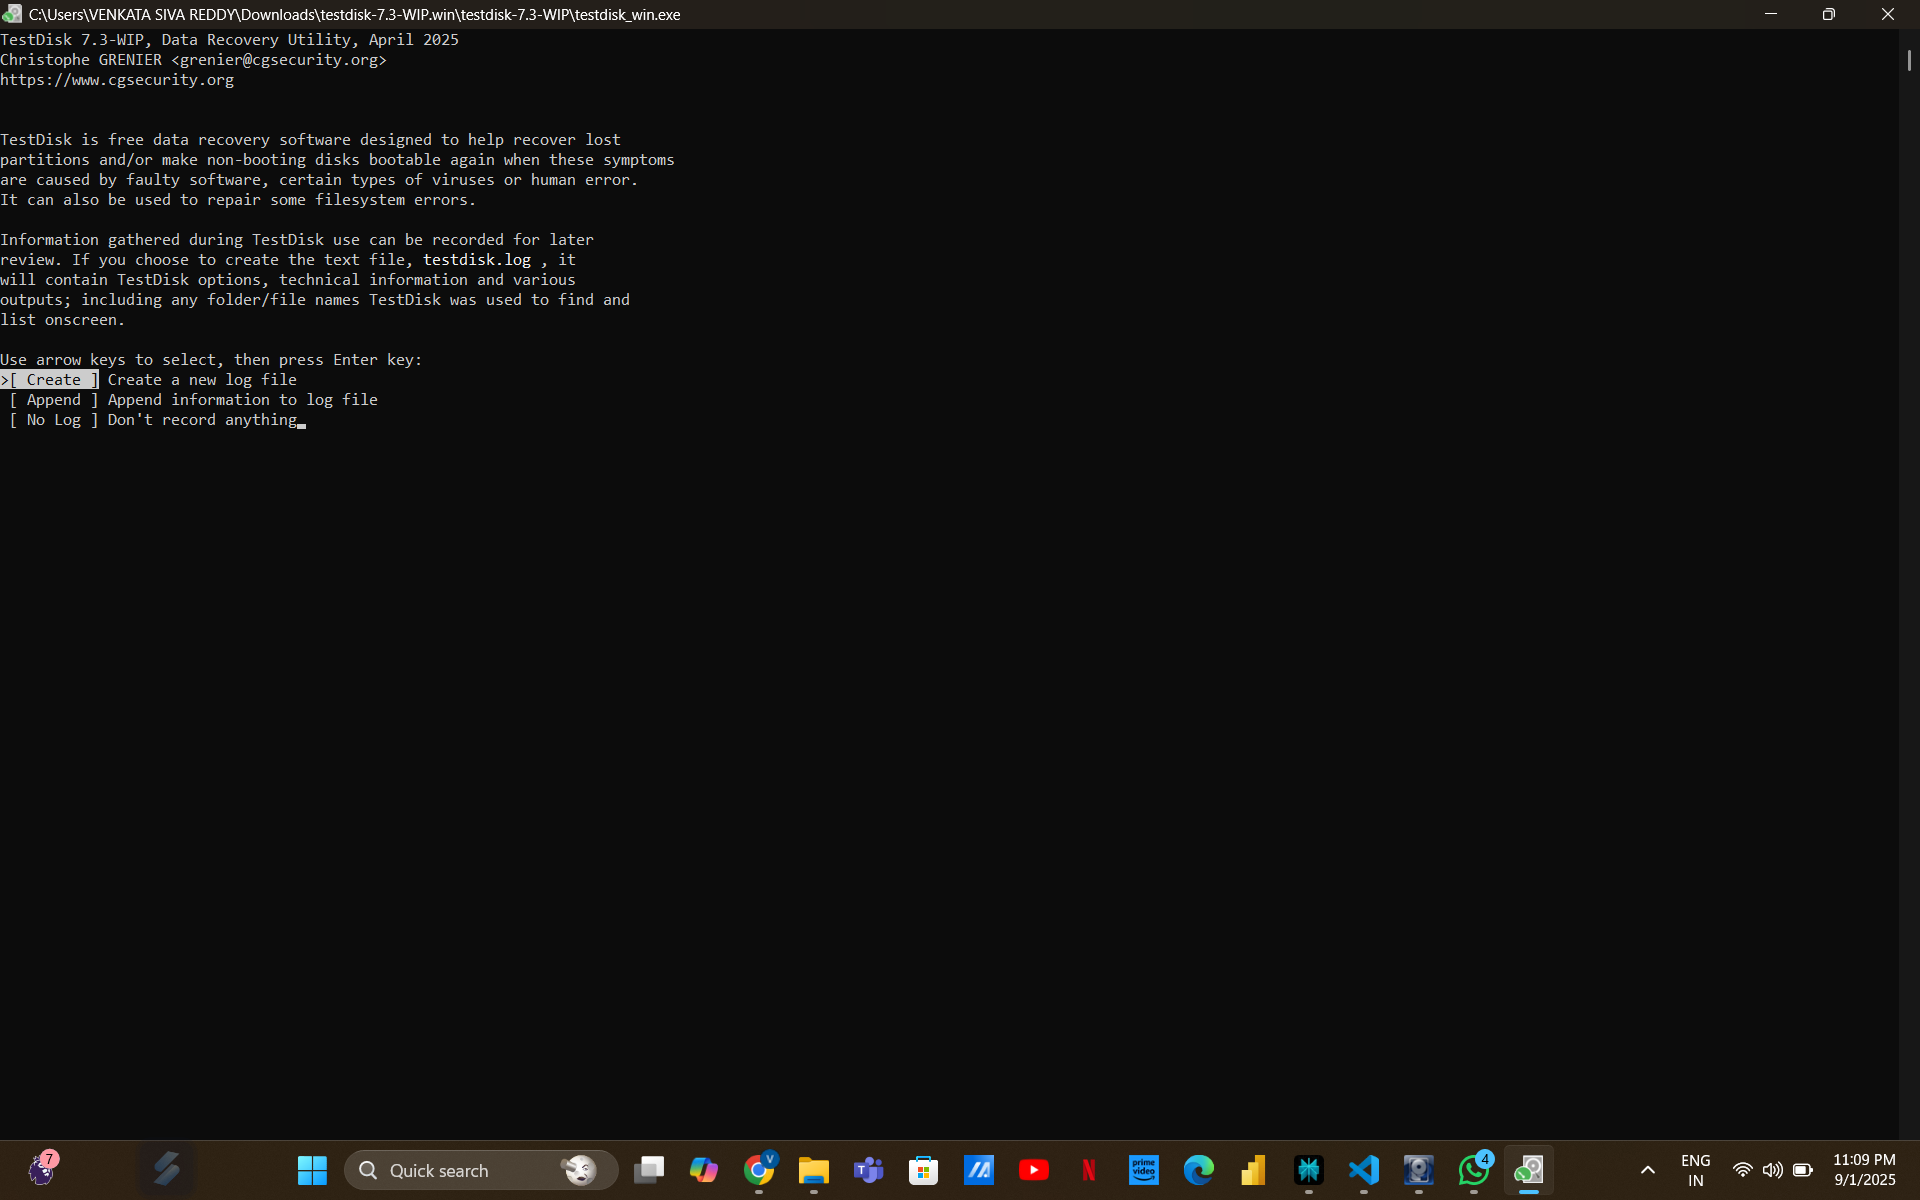 C:\Users\VENKATA SIVA REDDY\Downloads\testdisk-7.3-WIP.win\testdisk-7.3-WIP\testdisk_win.exe
TestDisk 7.3-WIP, Data Recovery Utility, April 2025
Christophe GRENIER <grenier@cgsecurity.org>
https://www.cgsecurity.org
TestDisk is free data recovery software designed to help recover lost
partitions and/or make non-booting disks bootable again when these symptoms
are caused by faulty software, certain types of viruses or human error.
It can also be used to repair some filesystem errors.
Information gathered during TestDisk use can be recorded for later
review. If you choose to create the text file, testdisk.log , it
will contain TestDisk options, technical information and various
outputs; including any folder/file names TestDisk was used to find and
list onscreen.
Use arrow keys to select, then press Enter key:
>[ Create ] Create a new log file
[ Append ] Append information to log file
[ No Log ] Don't record anything_
7
Quick search
V
N
prime video
4
ENG
IN
11:09 PM
9/1/2025